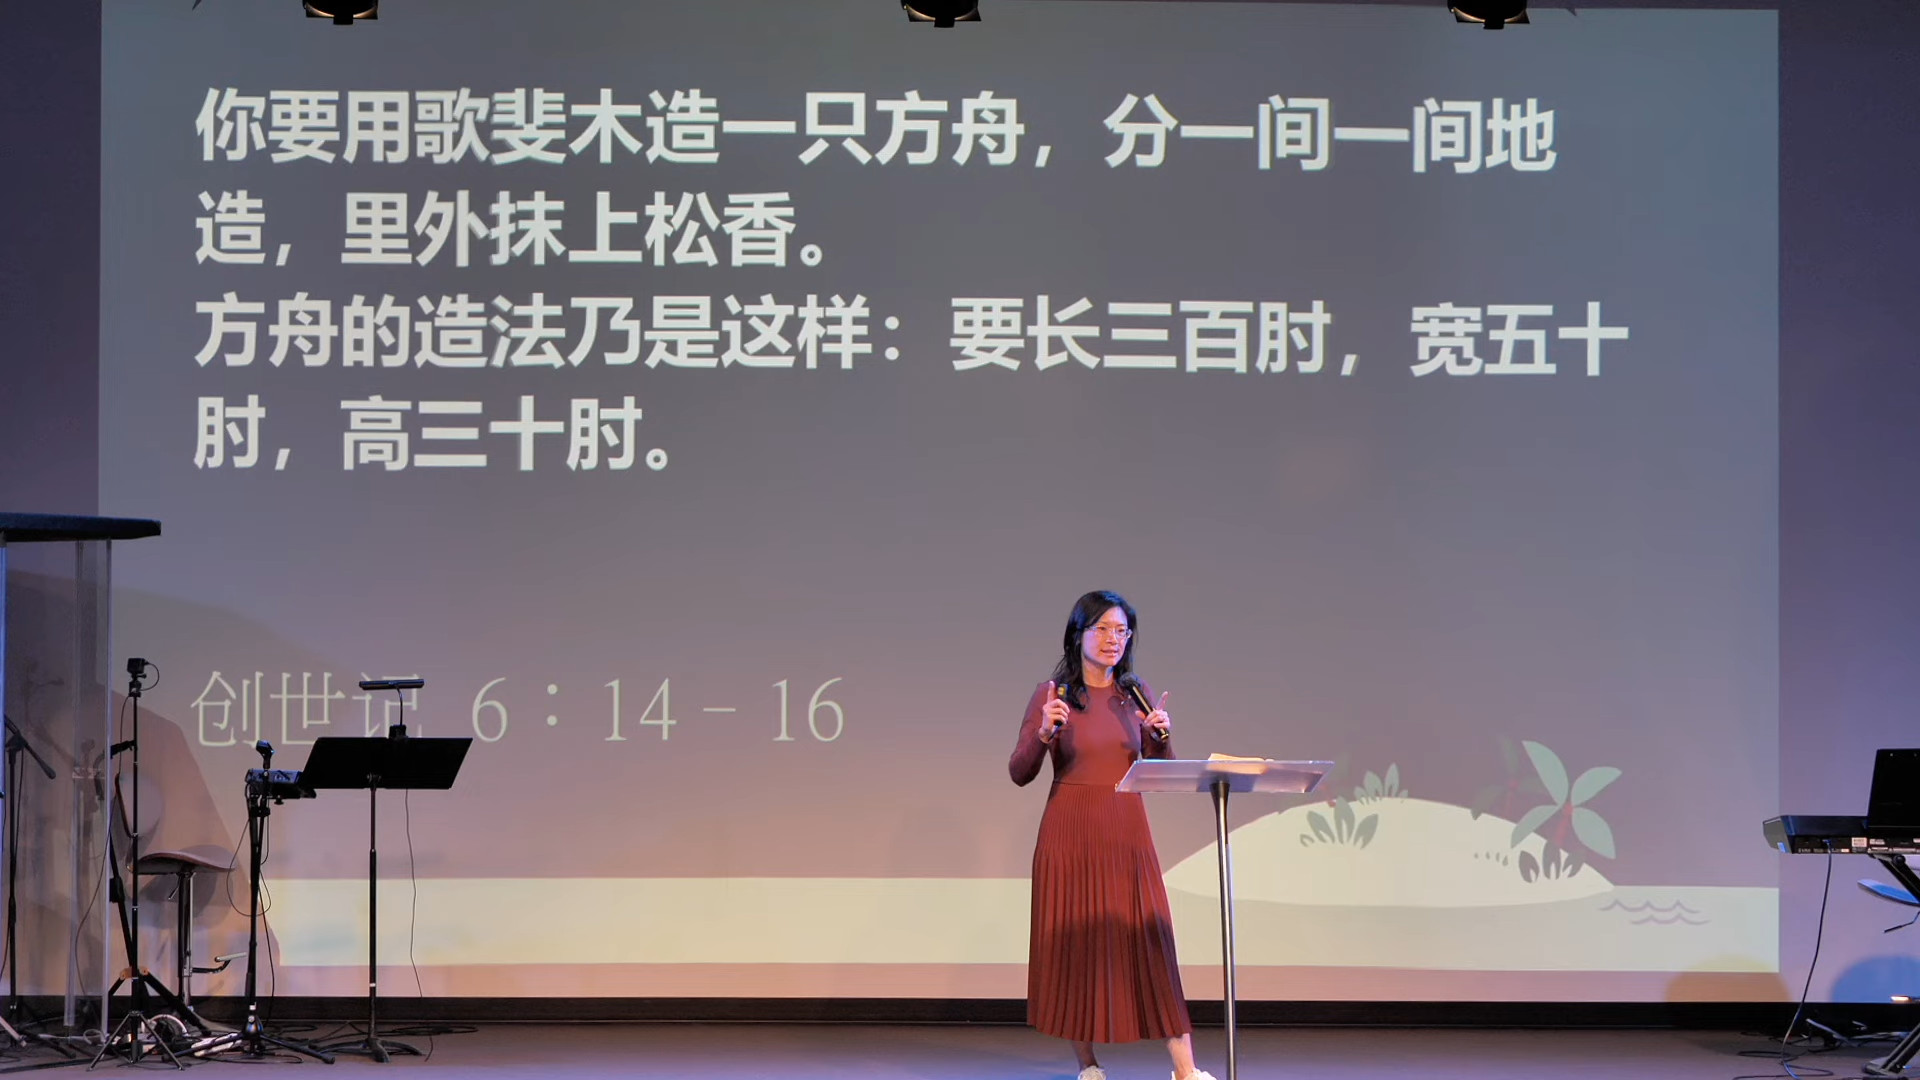 你要用歌斐木造一只方舟，分一间一间地
造，里外抹上松香。
方舟的造法乃是这样：要长三百肘，宽五十
肘，高三十肘。
创世记 6：14－16